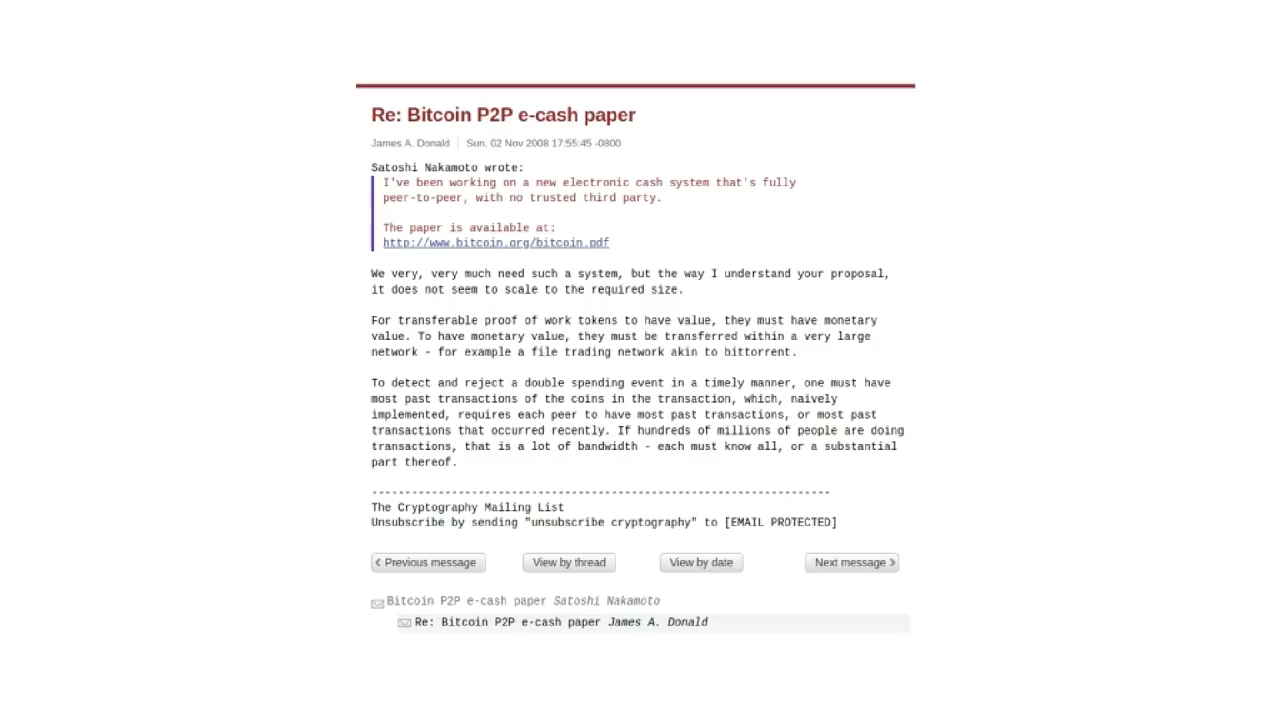 Re: Bitcoin P2P e-cash paper
James A. Donald | Sun, 02 Nov 2008 17:55:45 -0800
Satoshi Nakamoto wrote:
I've been working on a new electronic cash system that's fully
peer-to-peer, with no trusted third party.
The paper is available at:
http://www.bitcoin.org/bitcoin.pdf
We very, very much need such a system, but the way I understand your proposal,
it does not seem to scale to the required size.
For transferable proof of work tokens to have value, they must have monetary
value. To have monetary value, they must be transferred within a very large
network - for example a file trading network akin to bittorrent.
To detect and reject a double spending event in a timely manner, one must have
most past transactions of the coins in the transaction, which, naively
implemented, requires each peer to have most past transactions, or most past
transactions that occurred recently. If hundreds of millions of people are doing
transactions, that is a lot of bandwidth - each must know all, or a substantial
part thereof.
---------------------------------------------------------------------
The Cryptography Mailing List
Unsubscribe by sending "unsubscribe cryptography" to [EMAIL PROTECTED]
Previous message View by thread View by date Next message
Bitcoin P2P e-cash paper Satoshi Nakamoto
Re: Bitcoin P2P e-cash paper James A. Donald